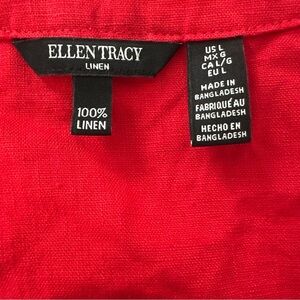 ELLEN TRACY
LINEN
100%
LINEN
US L
MX G
CA L/G
EU L
MADE IN
BANGLADESH
FABRIQUÉ AU
BANGLADESH
HECHO EN
BANGLADESH